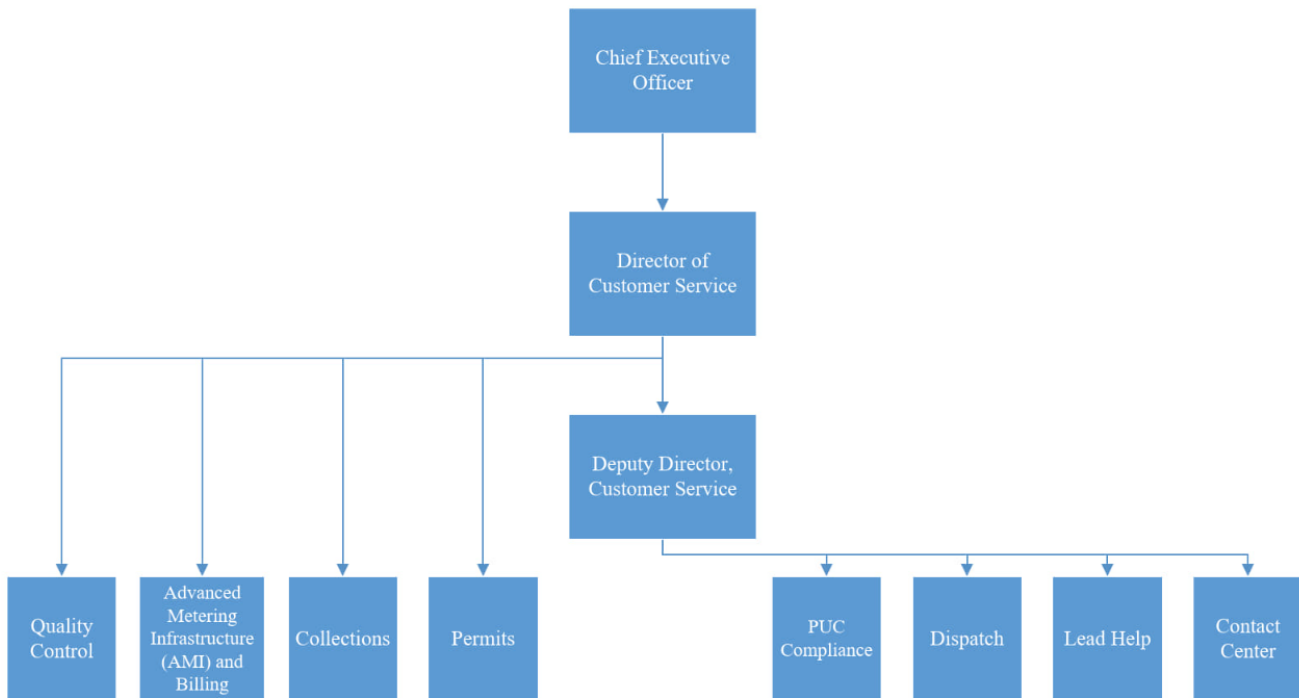 Chief Executive
Officer
Director of
Customer Service
Deputy Director,
Customer Service
Quality
Control
Advanced
Metering
Infrastructure
(AMI) and
Billing
Collections
Permits
PUC
Compliance
Dispatch
Lead Help
Contact
Center